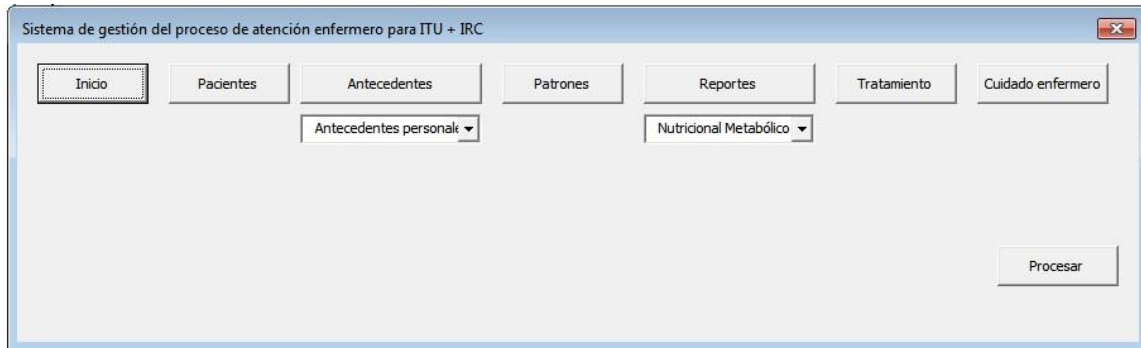 Sistema de gestión del proceso de atención enfermero para ITU + IRC
Inicio
Pacientes
Antecedentes
Patrones
Reportes
Tratamiento
Cuidado enfermero
Antecedentes personale
Nutricional Metabólico
Procesar